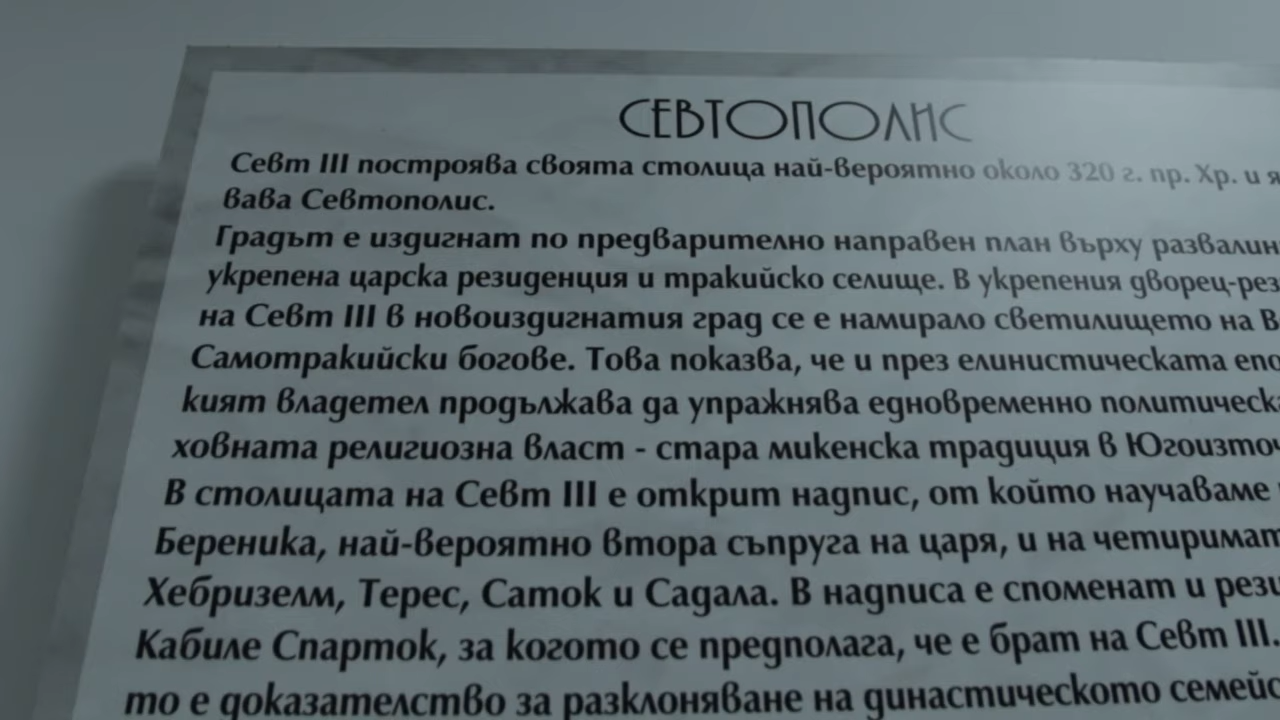 СЕВТОПОЛИС
Севт III построява своята столица най-вероятно около 320 г. пр. Хр. и я
вава Севтополис.
Градът е издигнат по предварително направен план върху развалин
укрепена царска резиденция и тракийско селище. В укрепения дворец-рез
на Севт III в новоиздигнатия град се е намирало светилището на В
Самотракийски богове. Това показва, че и през елинистическата епо
кият владетел продължава да упражнява едновременно политическ
ховната религиозна власт - стара микенска традиция в Югоизточ
В столицата на Севт III е открит надпис, от който научаваме
Береника, най-вероятно втора съпруга на царя, и на четиримат
Хебризелм, Терес, Саток и Садала. В надписа е споменат и рези
Кабиле Спарток, за когото се предполага, че е брат на Севт III.
то е доказателство за разклоняване на династическото семейс